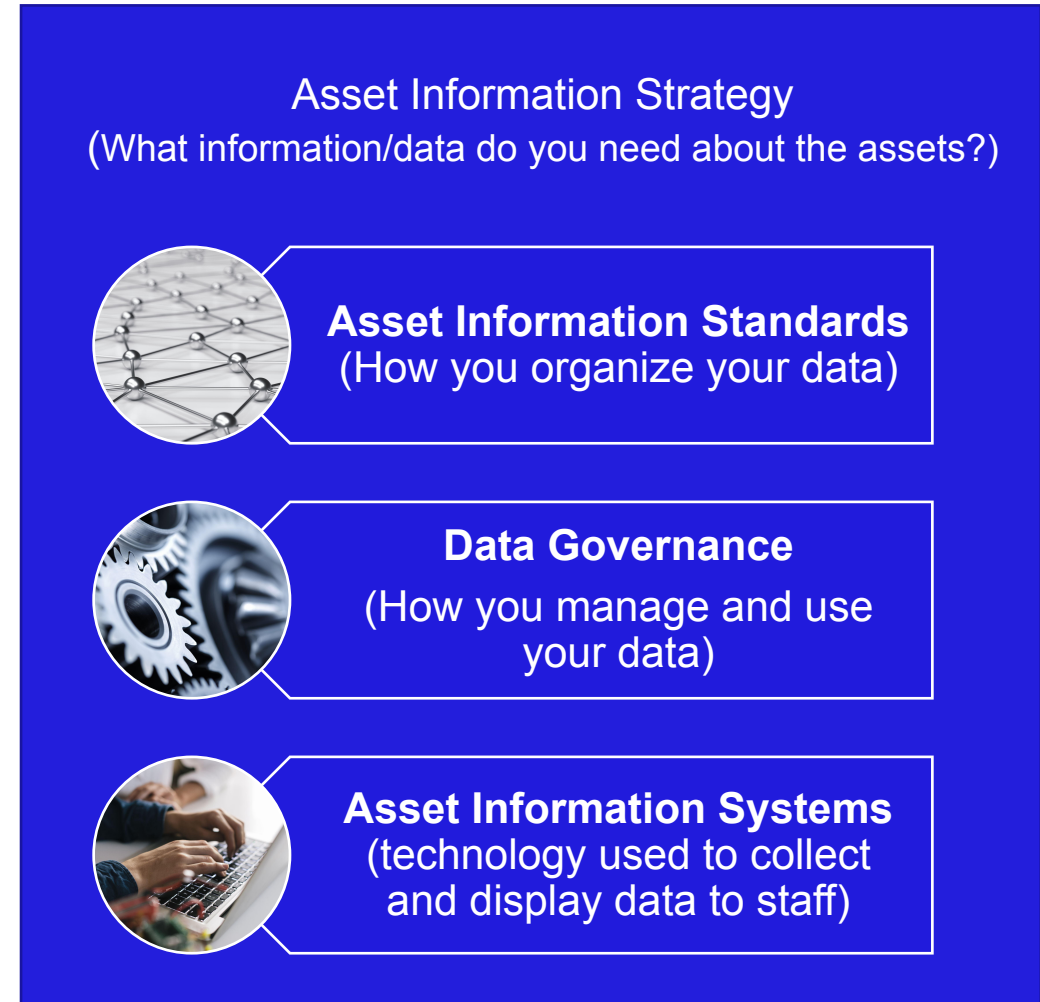 Asset Information Strategy
(What information/data do you need about the assets?)
Asset Information Standards
(How you organize your data)
Data Governance
(How you manage and use
your data)
Asset Information Systems
(technology used to collect
and display data to staff)